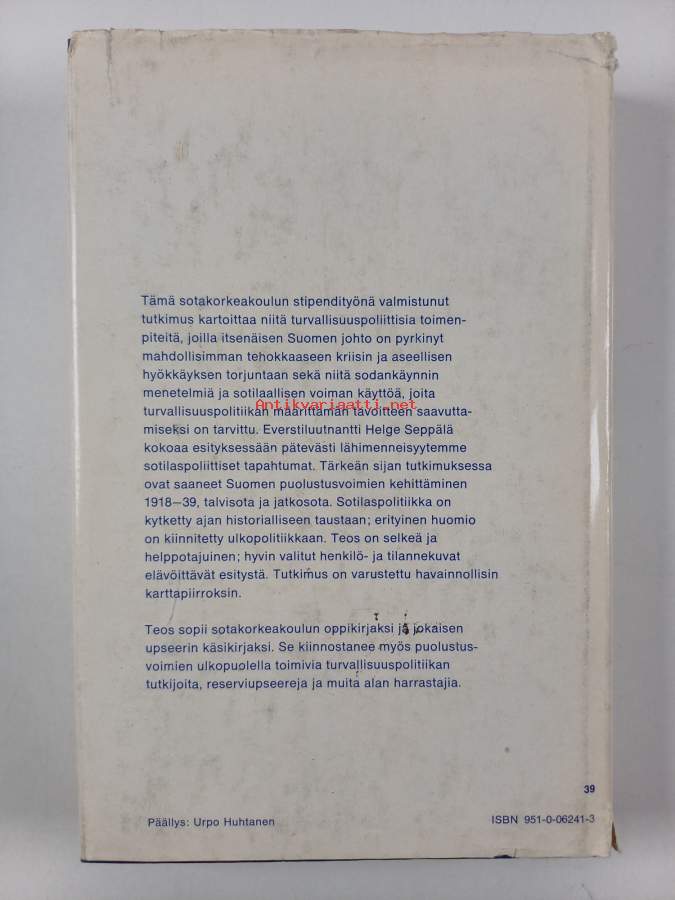 Tämä sotakorkeakoulun stipendityönä valmistunut
tutkimus kartoittaa niitä turvallisuuspoliittisia toimen-
piteitä, joilla itsenäisen Suomen johto on pyrkinyt
mahdollisimman tehokkaaseen kriisin ja aseellisen
hyökkäyksen torjuntaan sekä niitä sodankäynnin
menetelmiä ja sotilaallisen voiman käyttöä, joita
Antikvariaatti.net
turvallisuuspolitiikan määrittämän tavoitteen saavutta-
miseksi on tarvittu. Everstiluutnantti Helge Seppälä
kokoaa esityksessään pätevästi lähimenneisyytemme
sotilaspoliittiset tapahtumat. Tärkeän sijan tutkimuksessa
ovat saaneet Suomen puolustusvoimien kehittäminen
1918—39, talvisota ja jatkosota. Sotilaspolitiikka on
kytketty ajan historialliseen taustaan; erityinen huomio
on kiinnitetty ulkopolitiikkaan. Teos on selkeä ja
helppotajuinen; hyvin valitut henkilö- ja tilannekuvat
elävöittävät esitystä. Tutkimus on varustettu havainnollisin
karttapiirroksin.
Teos sopii sotakorkeakoulun oppikirjaksi ja jokaisen
upseerin käsikirjaksi. Se kiinnostanee myös puolustus-
voimien ulkopuolella toimivia turvallisuuspolitiikan
tutkijoita, reserviupseereja ja muita alan harrastajia.
39
Päällys: Urpo Huhtanen
ISBN 951-0-06241-3